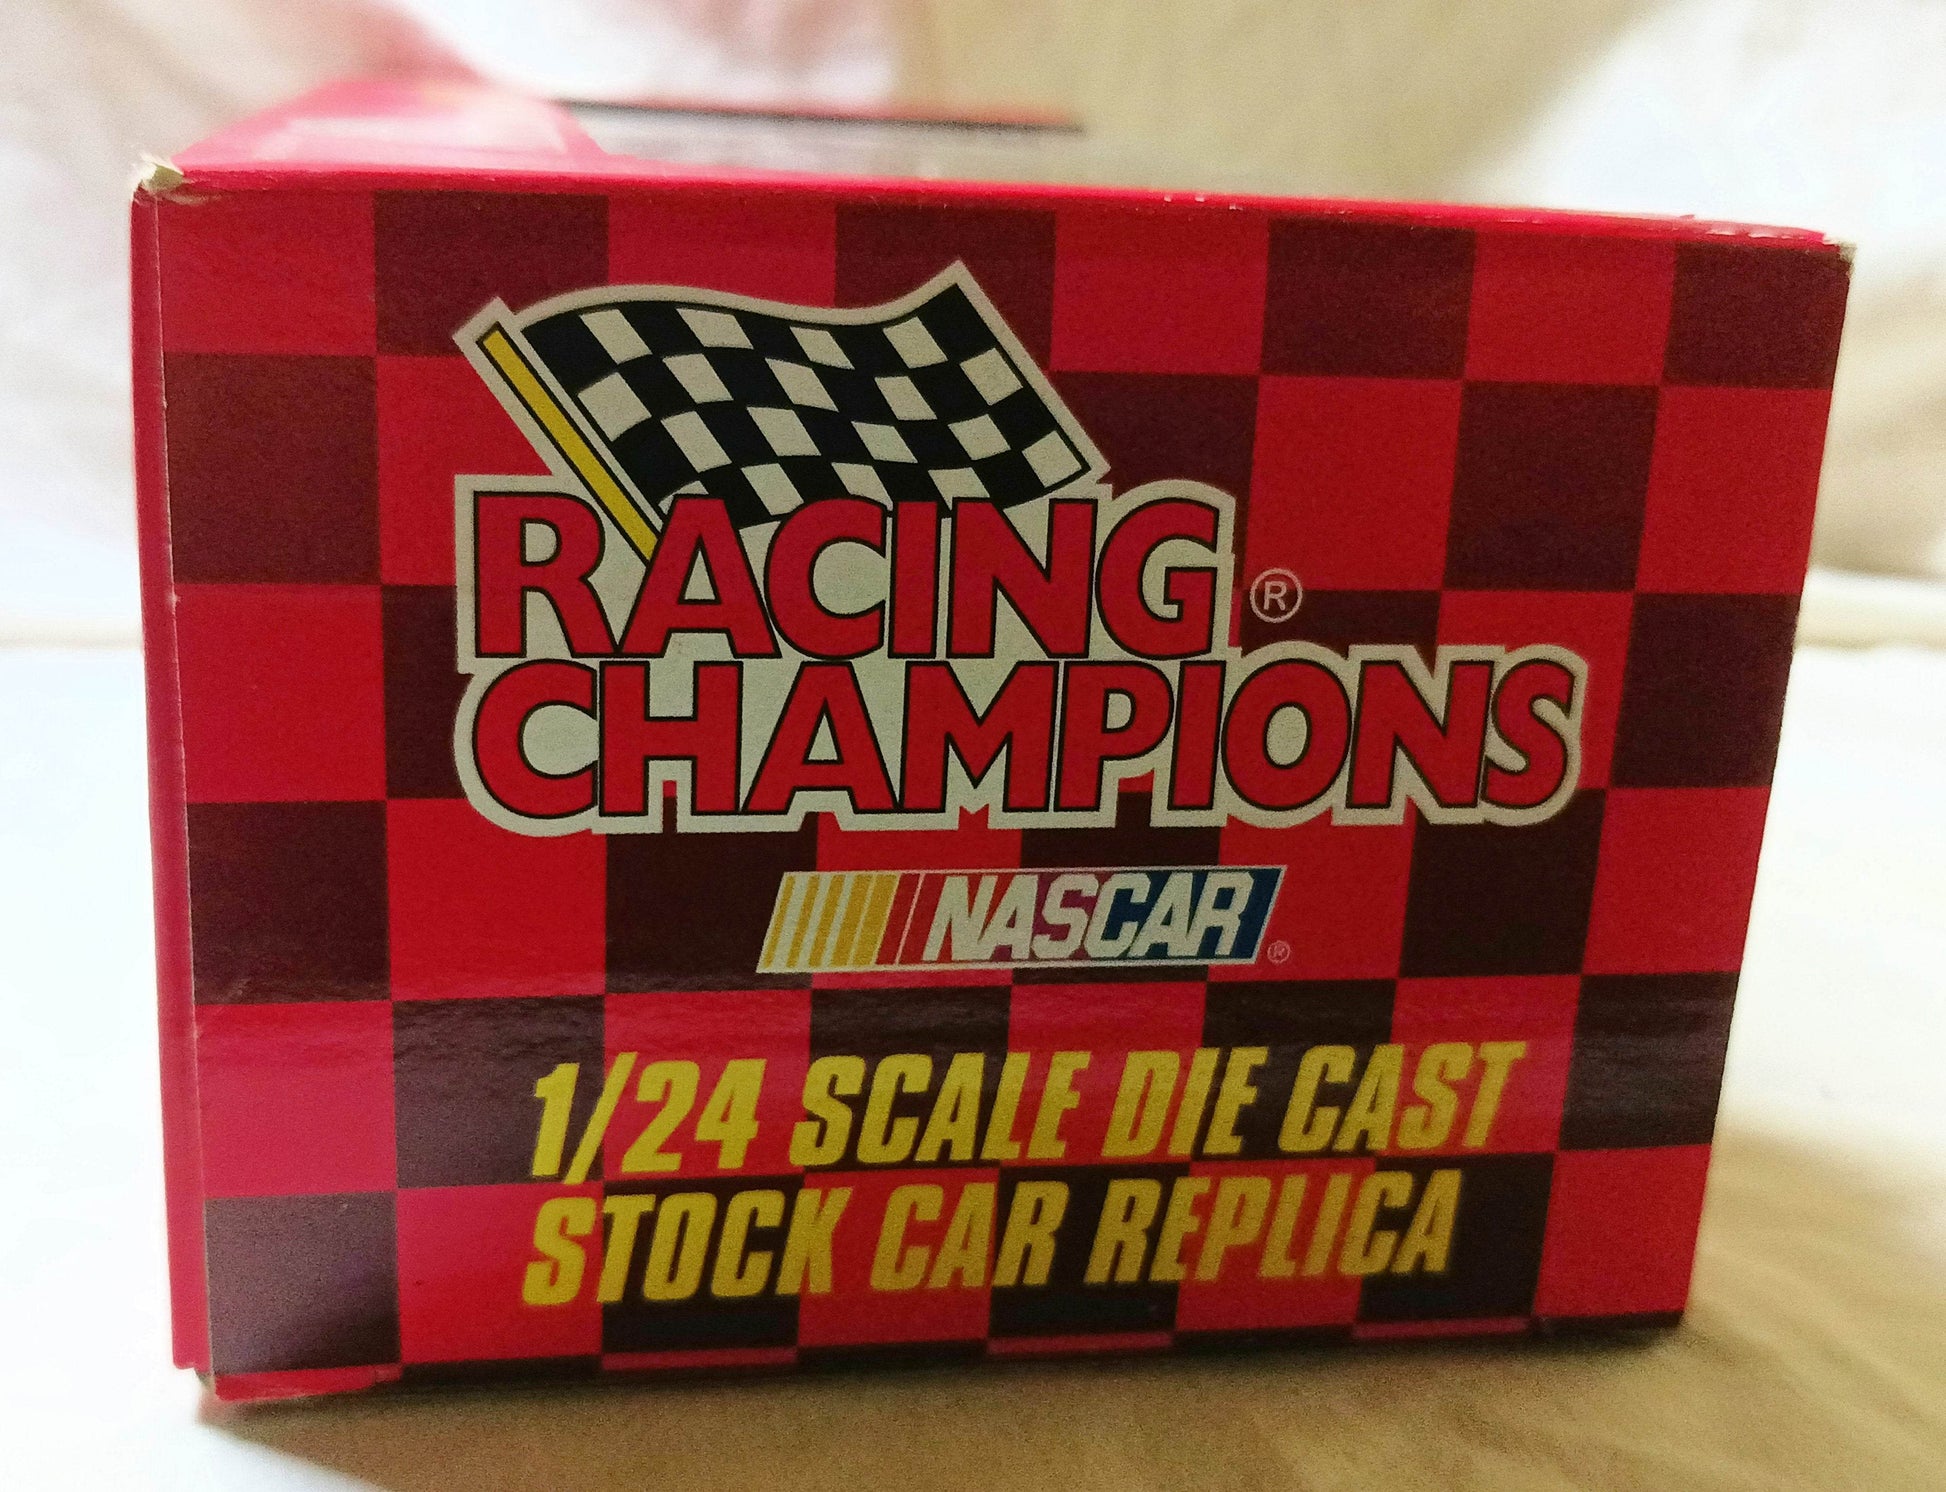 RACING ®
CHAMPIONS
NASCAR ®
1/24 SCALE DIE CAST
STOCK CAR REPLICA